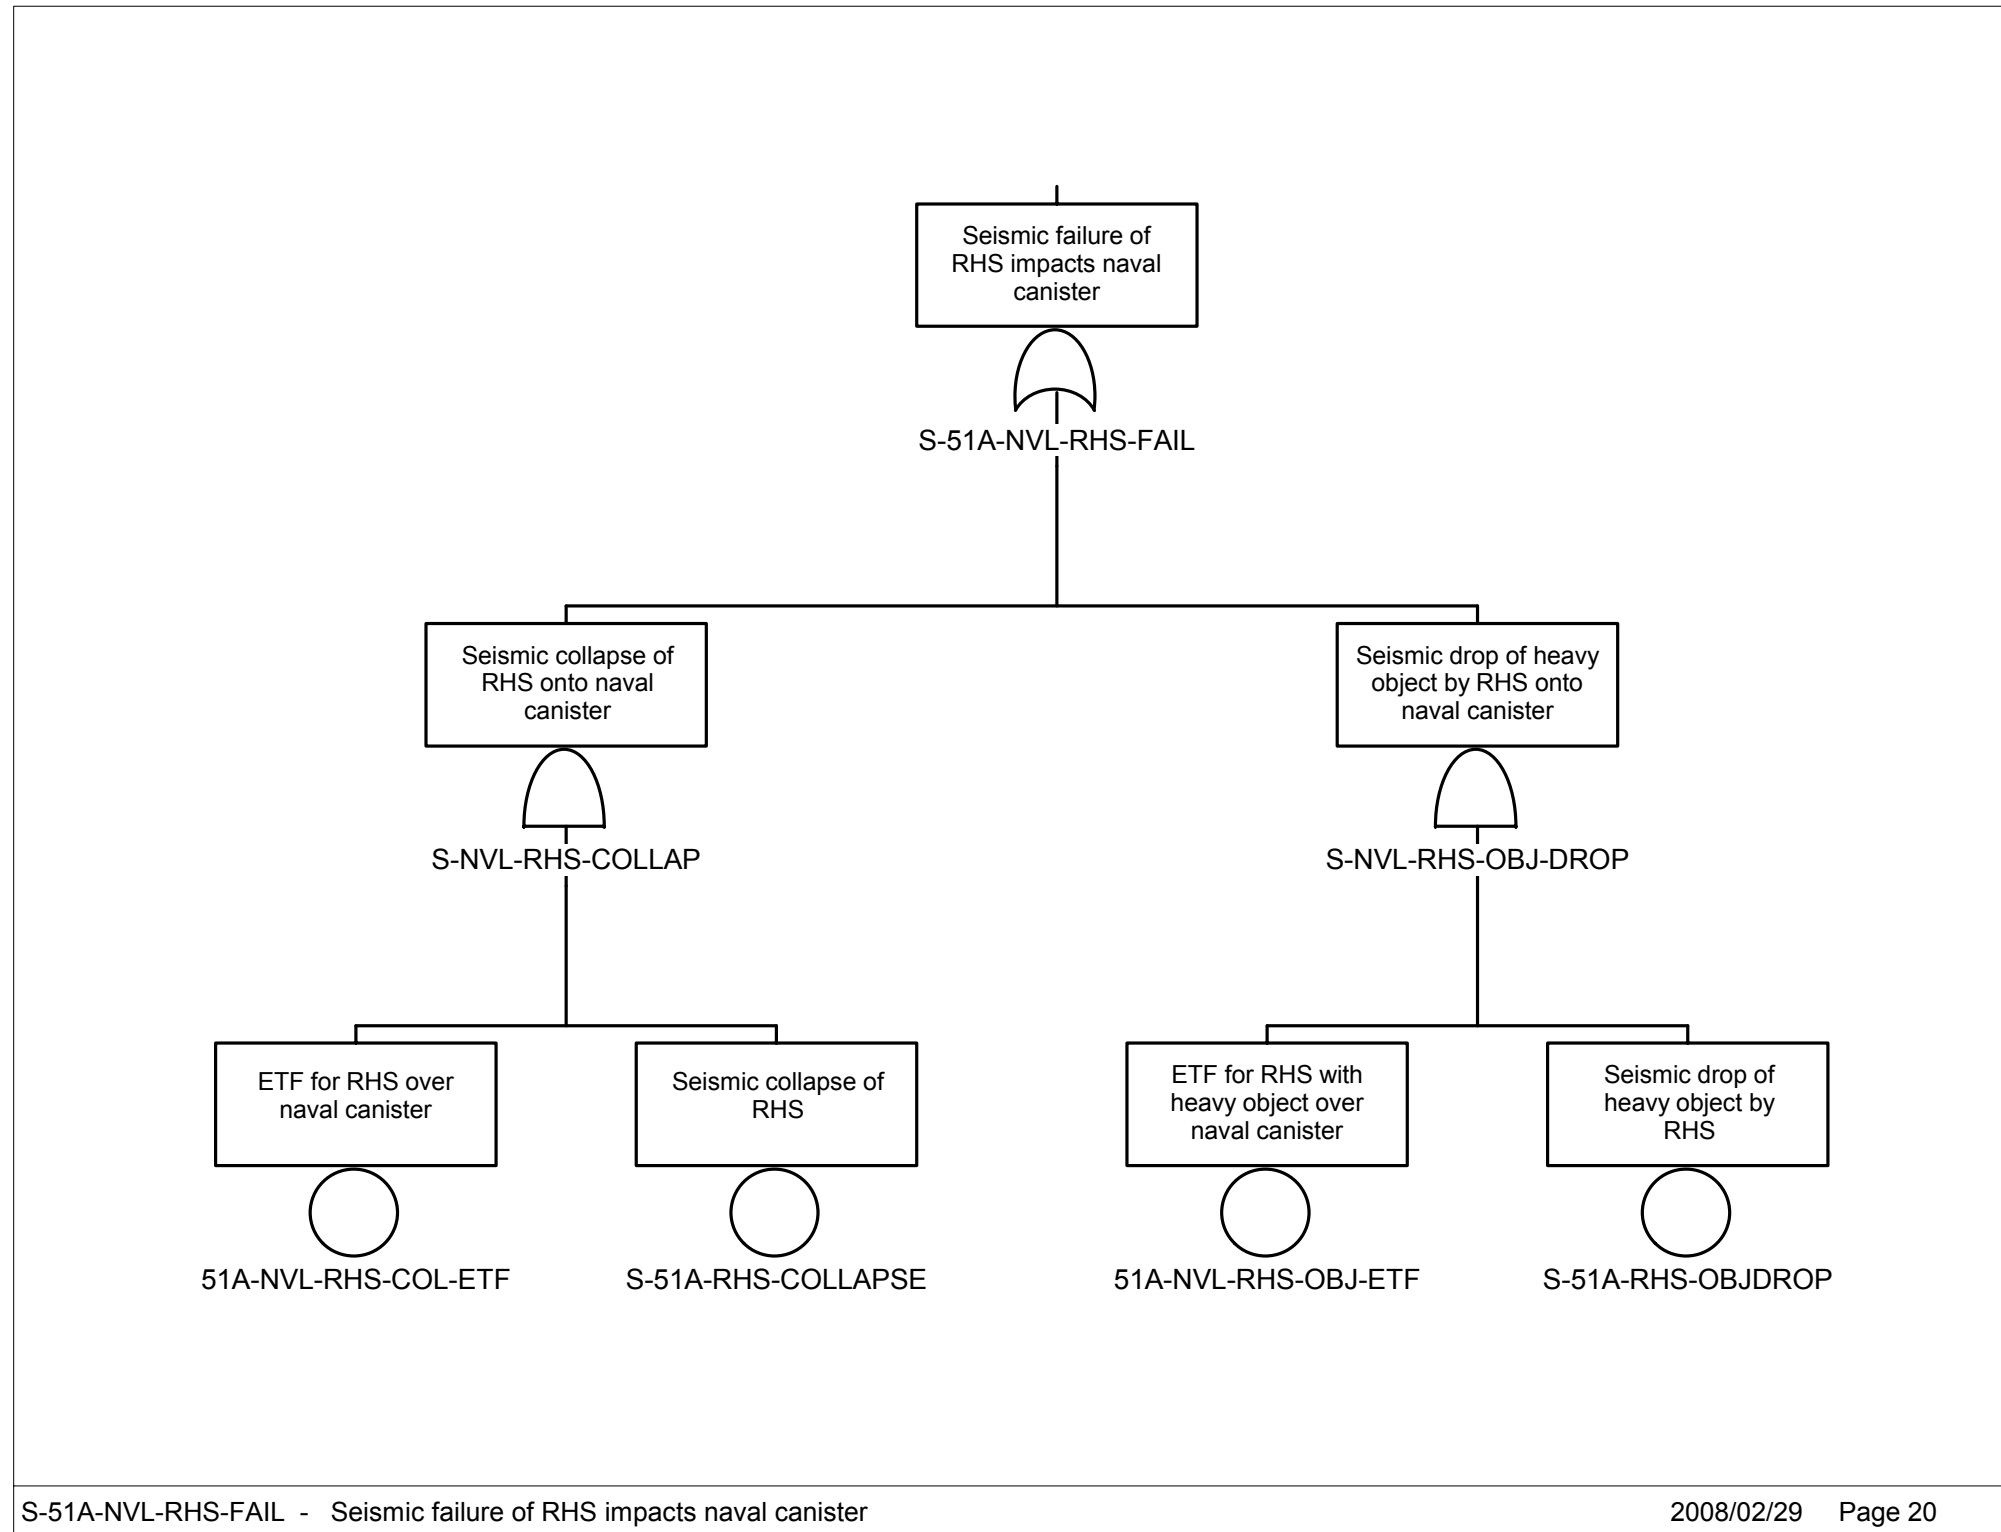 Seismic failure of
RHS impacts naval
canister
S-51A-NVL-RHS-FAIL
Seismic collapse of
RHS onto naval
canister
S-NVL-RHS-COLLAP
Seismic drop of heavy
object by RHS onto
naval canister
S-NVL-RHS-OBJ-DROP
ETF for RHS over
naval canister
51A-NVL-RHS-COL-ETF
Seismic collapse of
RHS
S-51A-RHS-COLLAPSE
ETF for RHS with
heavy object over
naval canister
51A-NVL-RHS-OBJ-ETF
Seismic drop of
heavy object by
RHS
S-51A-RHS-OBJDROP
S-51A-NVL-RHS-FAIL - Seismic failure of RHS impacts naval canister 2008/02/29 Page 20